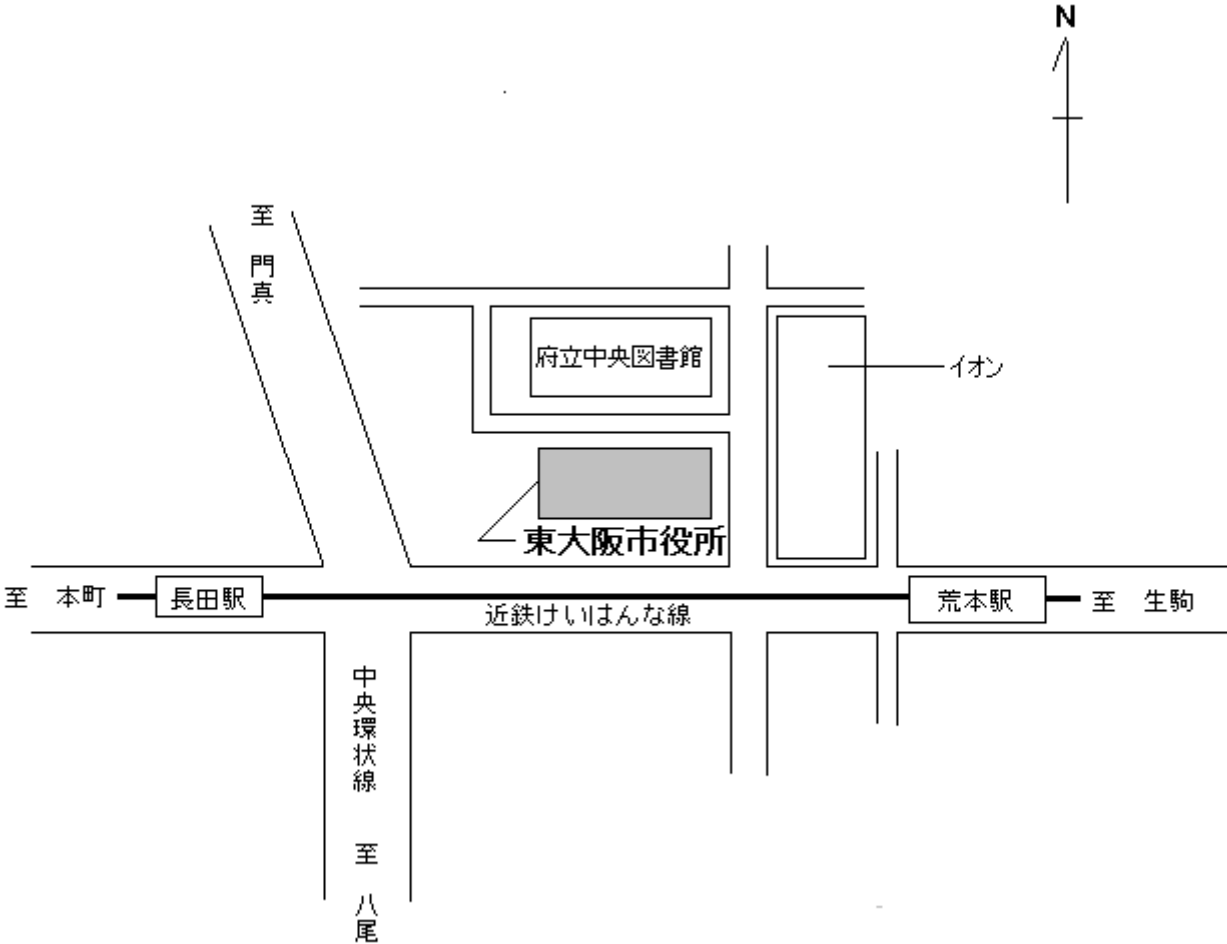 N
至 門真
府立中央図書館
イオン
東大阪市役所
至 本町
長田駅
近鉄けいはんな線
荒本駅
至 生駒
中央環状線
至 八尾